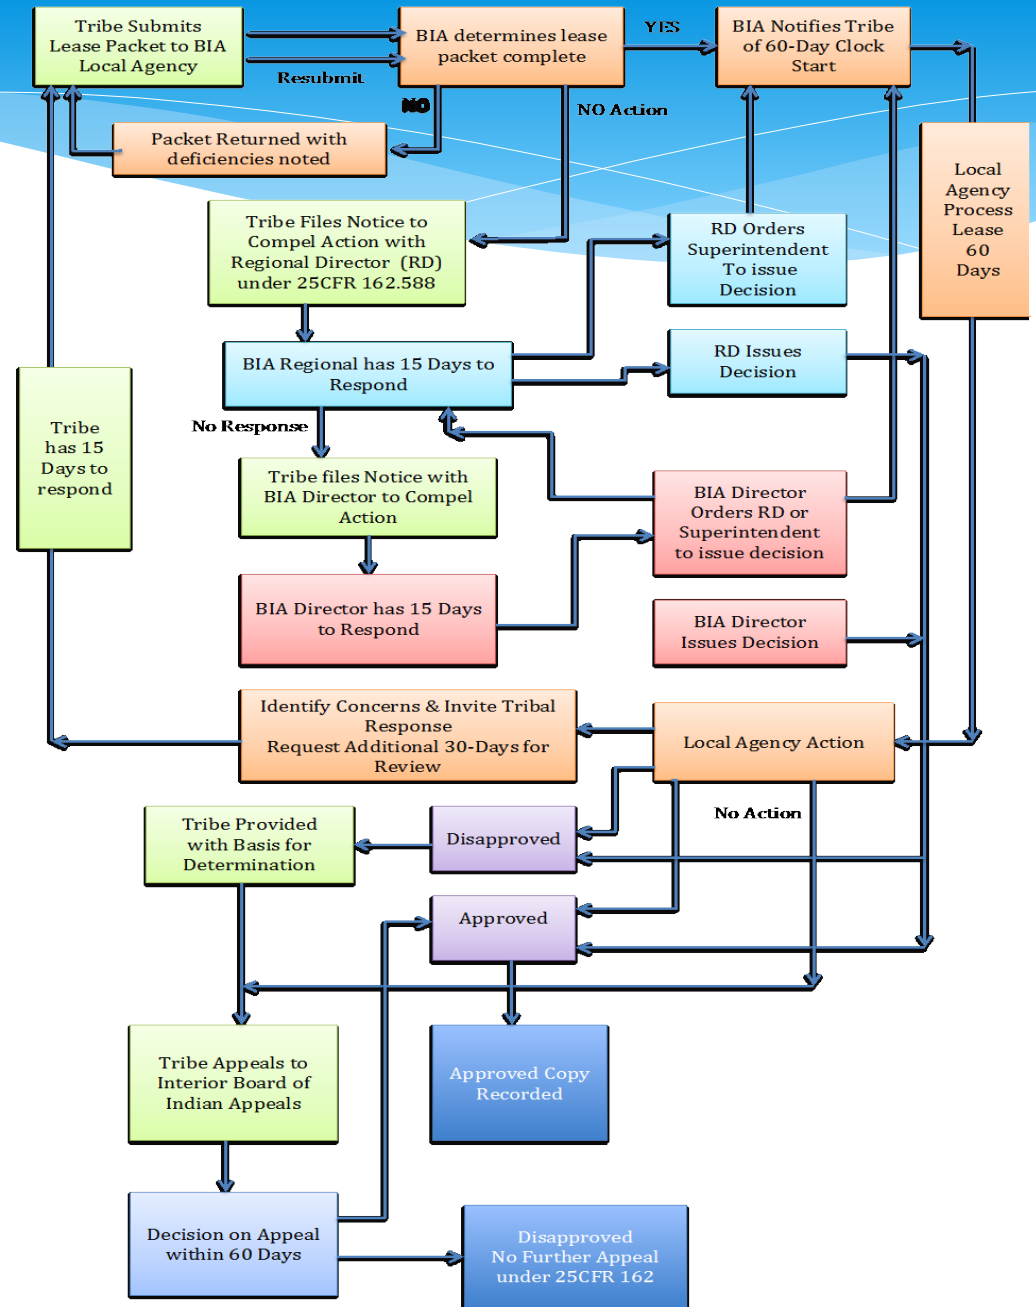 Tribe Submits
Lease Packet to BIA
Local Agency
Resubmit
BIA determines lease
packet complete
YES
BIA Notifies Tribe
of 60-Day Clock
Start
NO
NO Action
Packet Returned with
deficiencies noted
Local
Agency
Process
Lease
60
Days
Tribe Files Notice to
Compel Action with
Regional Director (RD)
under 25CFR 162.588
RD Orders
Superintendent
To issue
Decision
BIA Regional has 15 Days to
Respond
RD Issues
Decision
No Response
Tribe
has 15
Days to
respond
Tribe files Notice with
BIA Director to Compel
Action
BIA Director
Orders RD or
Superintendent
to issue decision
BIA Director has 15 Days
to Respond
BIA Director
Issues Decision
Identify Concerns & Invite Tribal
Response
Request Additional 30-Days for
Review
Local Agency Action
No Action
Tribe Provided
with Basis for
Determination
Disapproved
Approved
Tribe Appeals to
Interior Board of
Indian Appeals
Approved Copy
Recorded
Decision on Appeal
within 60 Days
Disapproved
No Further Appeal
under 25CFR 162